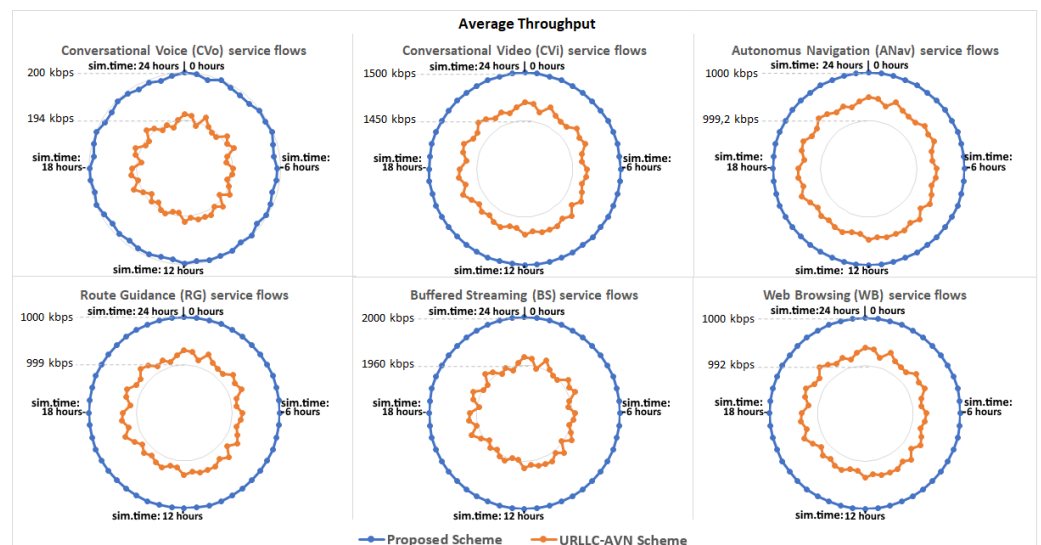 Average Throughput
Conversational Voice (CVo) service flows
sim.time: 24 hours | 0 hours
200 kbps
194 kbps
sim.time:
18 hours
sim.time:
6 hours
sim.time: 12 hours
Conversational Video (CVi) service flows
sim.time: 24 hours | 0 hours
1500 kbps
1450 kbps
sim.time:
18 hours
sim.time:
6 hours
sim.time: 12 hours
Autonomus Navigation (ANav) service flows
sim.time: 24 hours | 0 hours
1000 kbps
999,2 kbps
sim.time:
18 hours
sim.time:
6 hours
sim.time: 12 hours
Route Guidance (RG) service flows
sim.time: 24 hours | 0 hours
1000 kbps
999 kbps
sim.time:
18 hours
sim.time:
6 hours
sim.time: 12 hours
Buffered Streaming (BS) service flows
sim.time: 24 hours | 0 hours
2000 kbps
1960 kbps
sim.time:
18 hours
sim.time:
6 hours
sim.time: 12 hours
Web Browsing (WB) service flows
sim.time: 24 hours | 0 hours
1000 kbps
992 kbps
sim.time:
18 hours
sim.time:
6 hours
sim.time: 12 hours
Proposed Scheme
URLLC-AVN Scheme